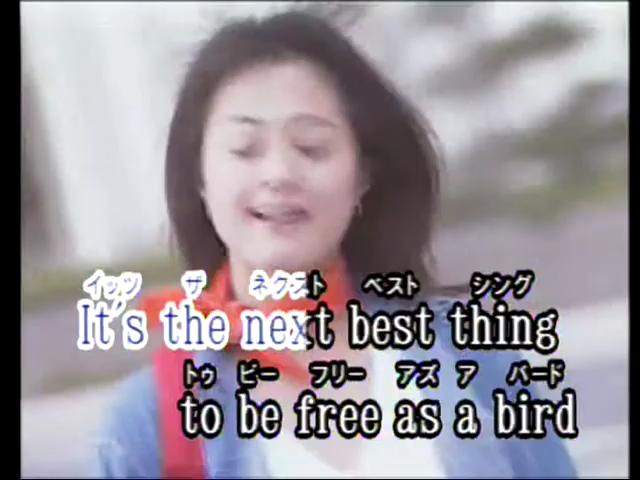 イッツ ザ ネクスト ベスト シング
It's the next best thing
トゥ ビー フリー アズ ア バード
to be free as a bird